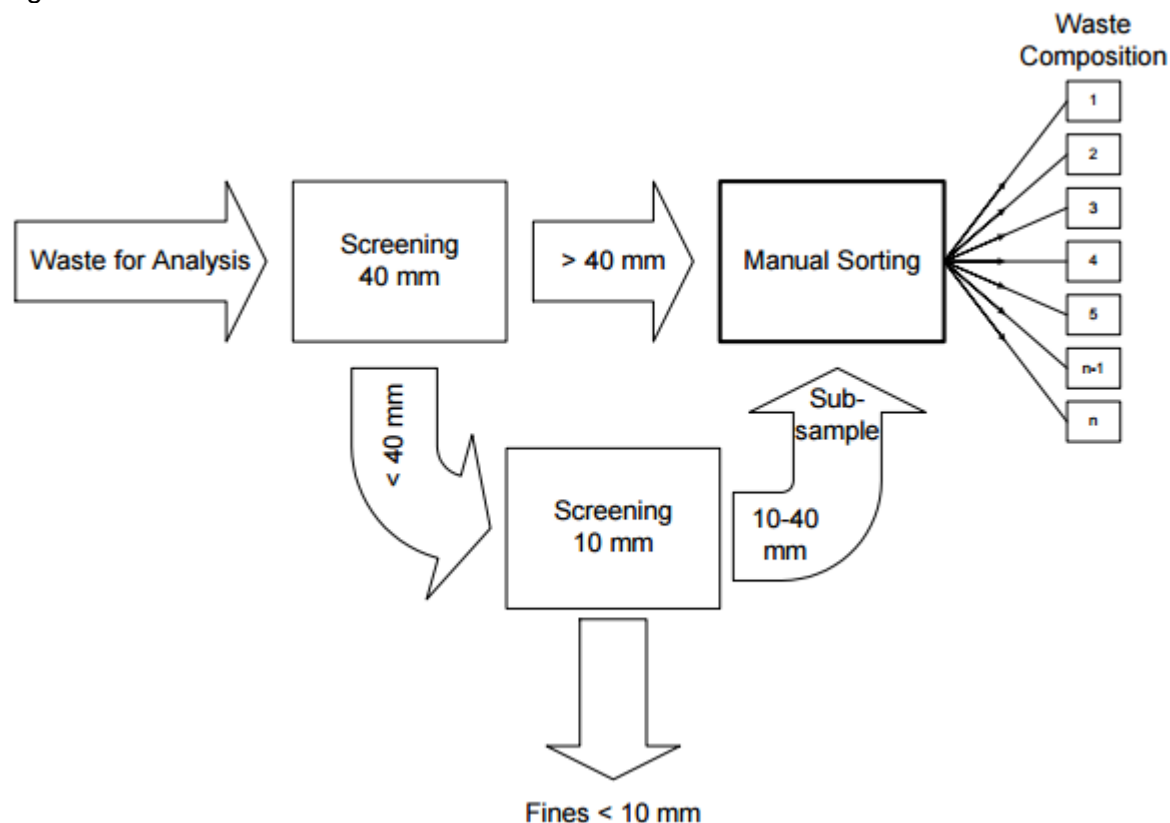 Waste
Composition
1
2
3
4
5
n-1
n
Waste for Analysis
Screening
40 mm
> 40 mm
Manual Sorting
< 40 mm
Sub-
sample
Screening
10 mm
10-40
mm
Fines < 10 mm